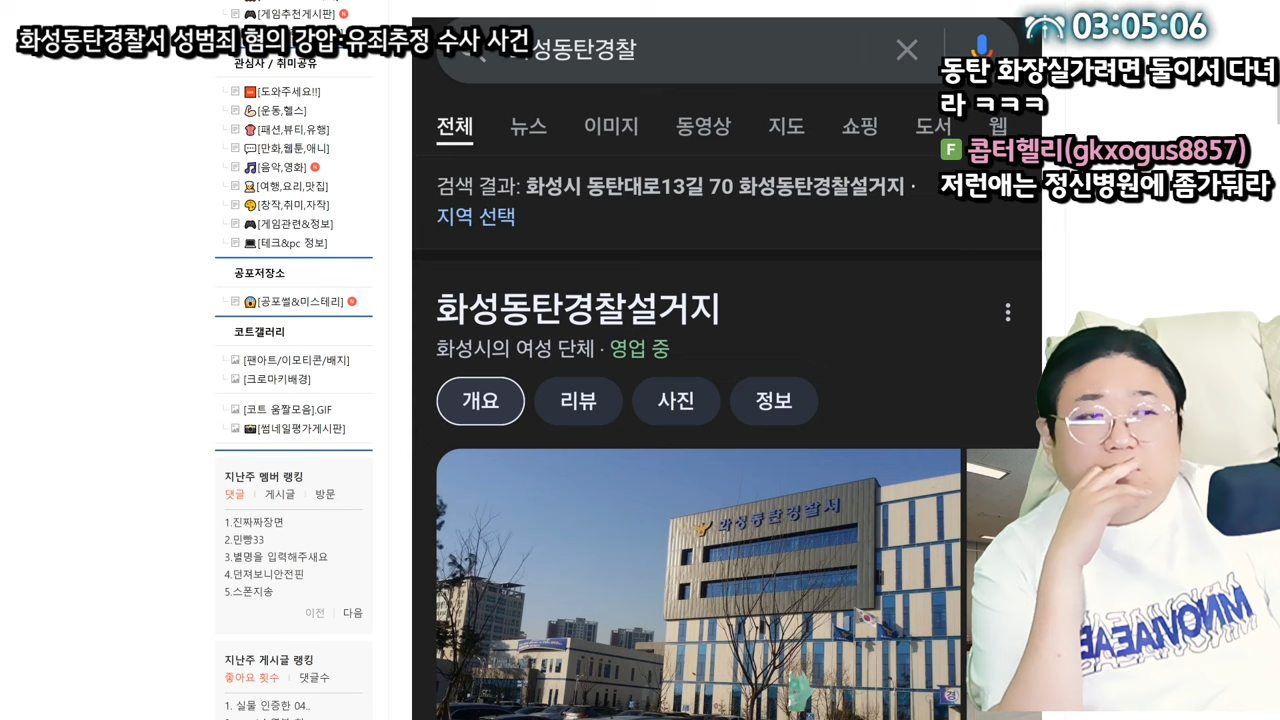 [게임추천게시판] N
화성동탄경찰서 성범죄 혐의 강압·유죄추정 수사 사건
관심사 / 취미공유
[도와주세요!!]
[운동,헬스]
[패션,뷰티,유행]
[만화,웹툰,애니]
[음악,영화] N
[여행,요리,맛집]
[창작,취미,자작]
[게임관련&정보]
[테크&pc 정보]
공포저장소
[공포썰&미스테리] N
코트갤러리
[팬아트/이모티콘/배지]
[크로마키배경]
[코트 움짤모음].GIF
[썸네일평가게시판]
지난주 멤버 랭킹
댓글 게시글 방문
1.진짜짜장면
2.민빵33
3.별명을 입력해주세요
4.던져보니안전핀
5.스폰지송
이전 다음
지난주 게시글 랭킹
좋아요 횟수 댓글수
1. 실물 인증한 04..
성동탄경찰
전체 뉴스 이미지 동영상 지도 쇼핑 도서 웹
검색 결과: 화성시 동탄대로13길 70 화성동탄경찰설거지 ·
지역 선택
화성동탄경찰설거지
화성시의 여성 단체 · 영업 중
개요 리뷰 사진 정보
화성동탄경찰서
경
03:05:06
동탄 화장실가려면 둘이서 다녀
라 ㅋㅋㅋ
F 콥터헬리(gkxogus8857)
저런애는 정신병원에 좀가둬라